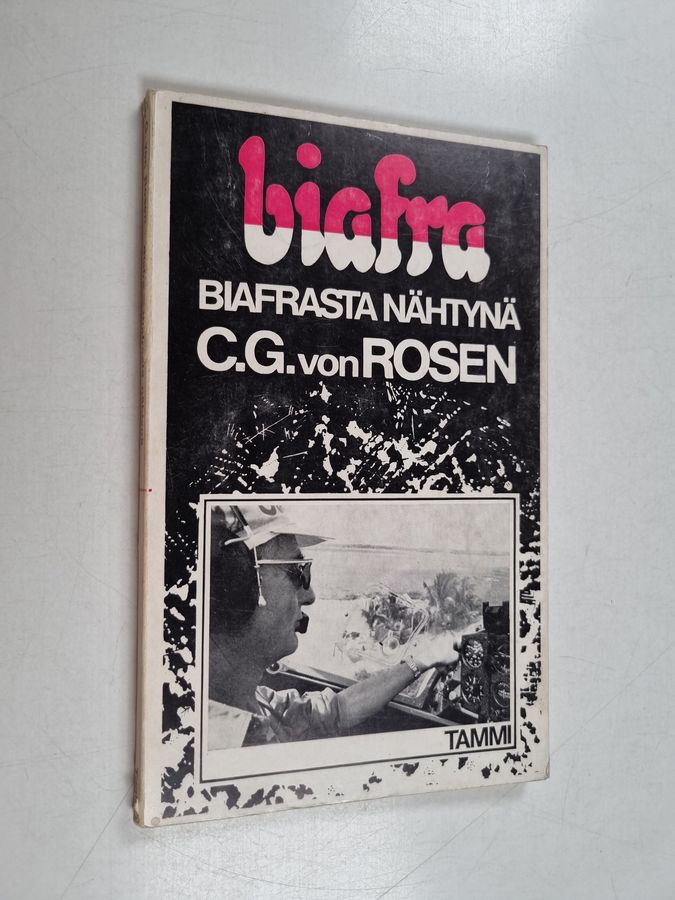 biafra
BIAFRASTA NÄHTYNÄ
C.G. von ROSEN
TAMMI